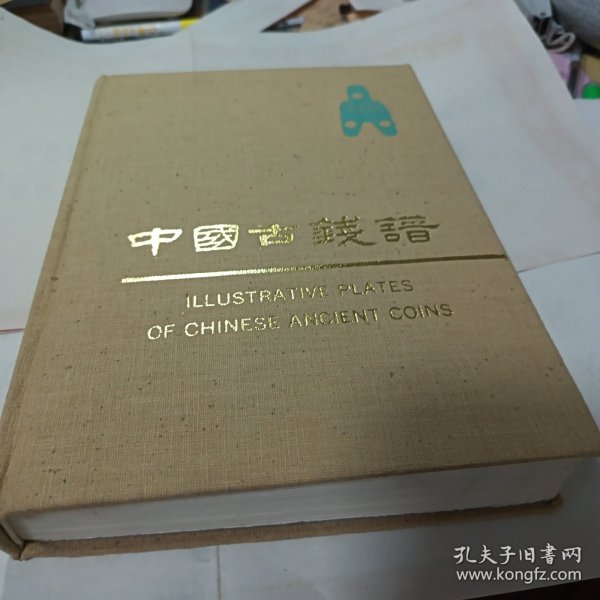 中國古錢譜
ILLUSTRATIVE PLATES
OF CHINESE ANCIENT COINS
孔夫子旧书网
www.kongfz.com